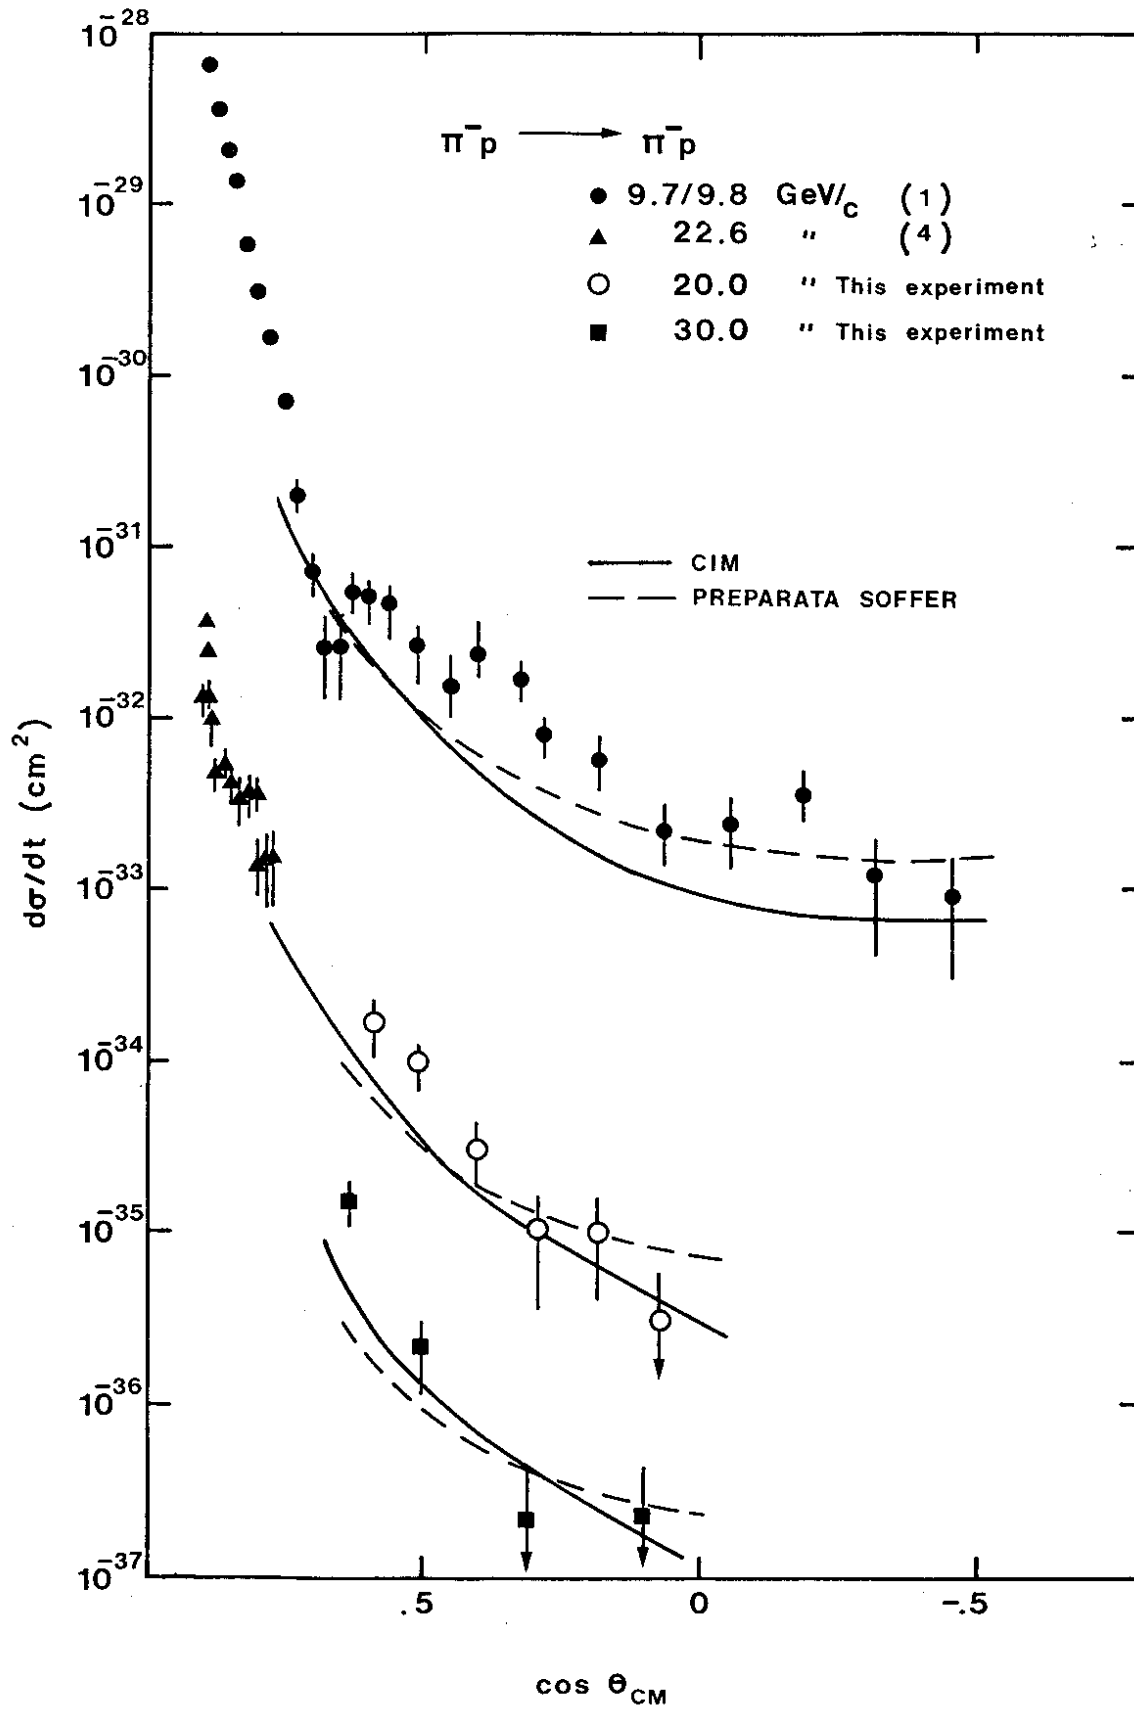 10⁻²⁸
π⁻p ⟶ π⁻p
● 9.7/9.8 GeV/c (1)
10⁻²⁹
▲ 22.6 " (4)
○ 20.0 " This experiment
■ 30.0 " This experiment
10⁻³⁰
10⁻³¹
CIM
PREPARATA SOFFER
10⁻³²
dσ/dt (cm²)
10⁻³³
10⁻³⁴
10⁻³⁵
10⁻³⁶
10⁻³⁷
.5 0 -.5
cos θCM